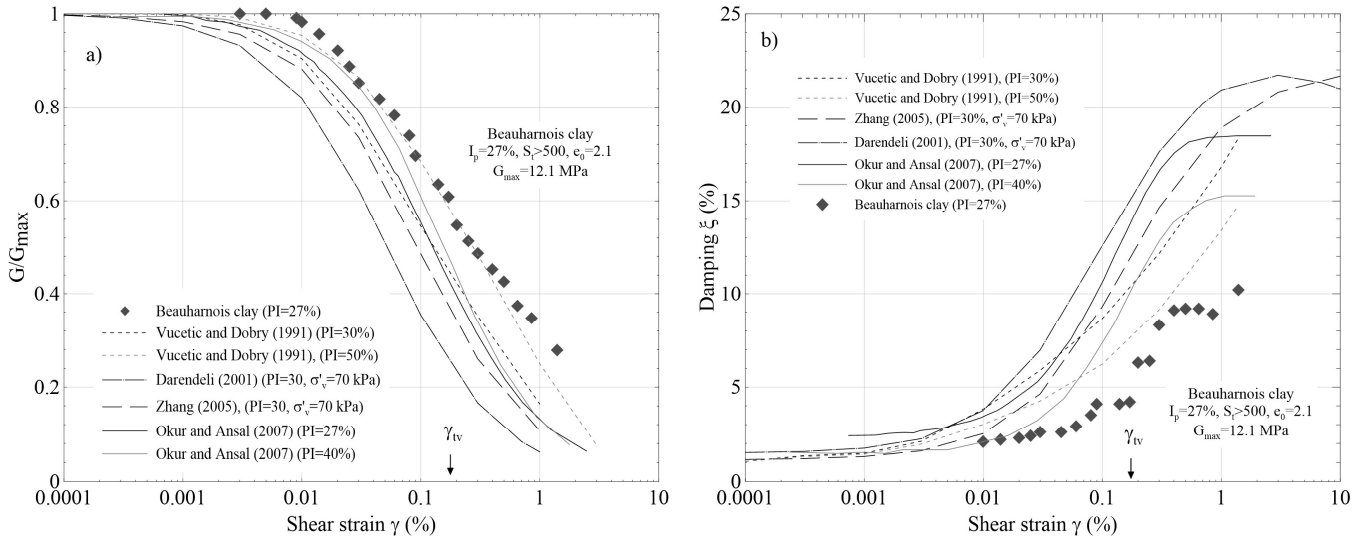 a)
1
0.8
0.6
0.4
0.2
0
G/Gmax
Beauharnois clay
Ip=27%, St>500, e0=2.1
Gmax=12.1 MPa
Beauharnois clay (PI=27%)
Vucetic and Dobry (1991) (PI=30%)
Vucetic and Dobry (1991), (PI=50%)
Darendeli (2001) (PI=30, σ'v=70 kPa)
Zhang (2005), (PI=30, σ'v=70 kPa)
Okur and Ansal (2007) (PI=27%)
Okur and Ansal (2007) (PI=40%)
γtv
0.0001
0.001
0.01
0.1
1
10
Shear strain γ (%)
b)
25
20
15
10
5
0
Damping ξ (%)
Vucetic and Dobry (1991), (PI=30%)
Vucetic and Dobry (1991), (PI=50%)
Zhang (2005), (PI=30%, σ'v=70 kPa)
Darendeli (2001), (PI=30%, σ'v=70 kPa)
Okur and Ansal (2007), (PI=27%)
Okur and Ansal (2007), (PI=40%)
Beauharnois clay (PI=27%)
Beauharnois clay
Ip=27%, St>500, e0=2.1
Gmax=12.1 MPa
γtv
0.0001
0.001
0.01
0.1
1
10
Shear strain γ (%)